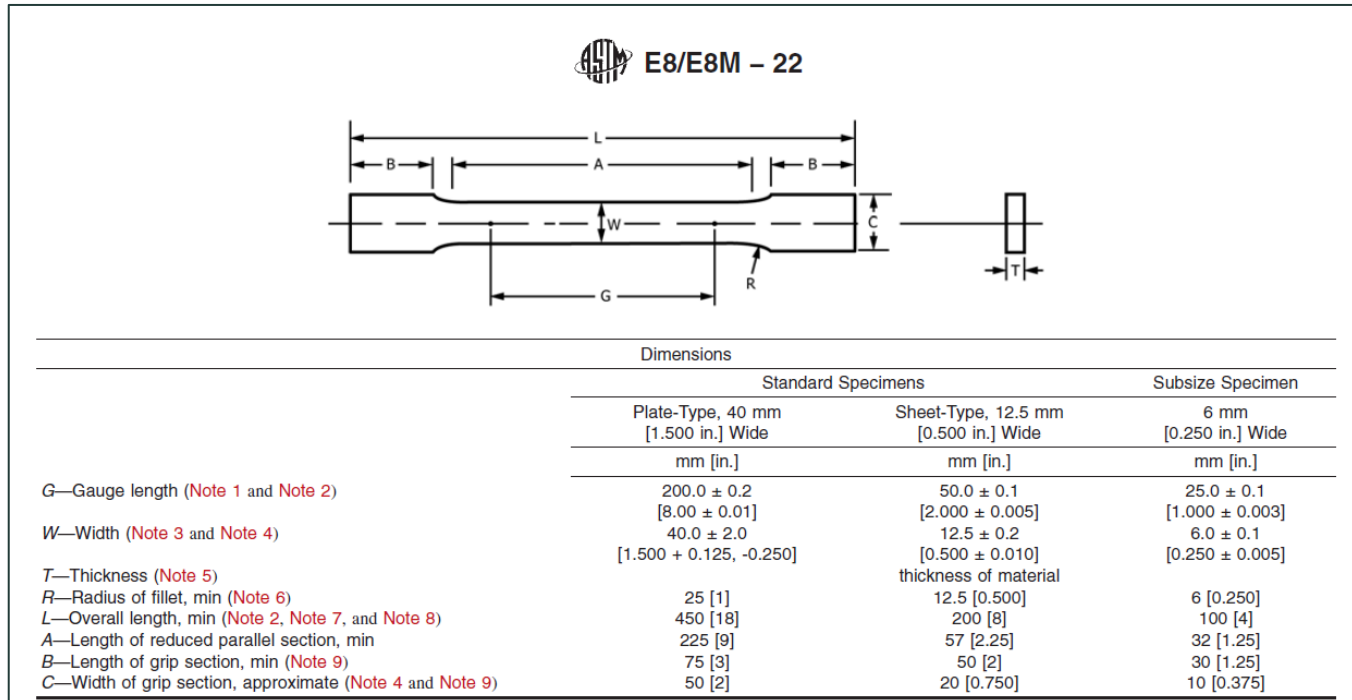 ASTM E8/E8M – 22
L
B A B
W C
T
R
G
Dimensions
Standard Specimens Subsize Specimen
Plate-Type, 40 mm Sheet-Type, 12.5 mm 6 mm
[1.500 in.] Wide [0.500 in.] Wide [0.250 in.] Wide
mm [in.] mm [in.] mm [in.]
G—Gauge length (Note 1 and Note 2) 200.0 ± 0.2 50.0 ± 0.1 25.0 ± 0.1
[8.00 ± 0.01] [2.000 ± 0.005] [1.000 ± 0.003]
W—Width (Note 3 and Note 4) 40.0 ± 2.0 12.5 ± 0.2 6.0 ± 0.1
[1.500 + 0.125, -0.250] [0.500 ± 0.010] [0.250 ± 0.005]
T—Thickness (Note 5) thickness of material
R—Radius of fillet, min (Note 6) 25 [1] 12.5 [0.500] 6 [0.250]
L—Overall length, min (Note 2, Note 7, and Note 8) 450 [18] 200 [8] 100 [4]
A—Length of reduced parallel section, min 225 [9] 57 [2.25] 32 [1.25]
B—Length of grip section, min (Note 9) 75 [3] 50 [2] 30 [1.25]
C—Width of grip section, approximate (Note 4 and Note 9) 50 [2] 20 [0.750] 10 [0.375]